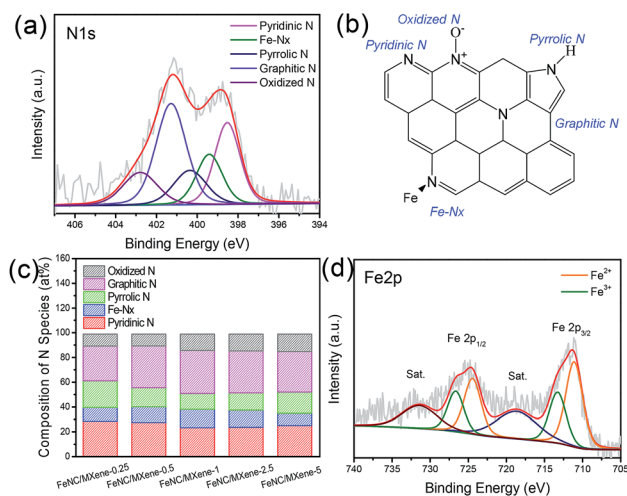 (a)
N1s
Pyridinic N
Fe-Nx
Pyrrolic N
Graphitic N
Oxidized N
Intensity (a.u.)
406 404 402 400 398 396 394
Binding Energy (eV)
(b)
Oxidized N
O-
Pyridinic N
N
N+
Pyrrolic N
H
N
N
Graphitic N
N
Fe
Fe-Nx
(c)
Composition of N Species (at%)
160
140
120
100
80
60
40
20
0
Oxidized N
Graphitic N
Pyrrolic N
Fe-Nx
Pyridinic N
FeNC/MXene-0.25
FeNC/MXene-0.5
FeNC/MXene-1
FeNC/MXene-2.5
FeNC/MXene-5
(d)
Fe2p
Fe2+
Fe3+
Fe 2p1/2
Fe 2p3/2
Sat.
Sat.
Intensity (a.u.)
740 735 730 725 720 715 710 705
Binding Energy (eV)